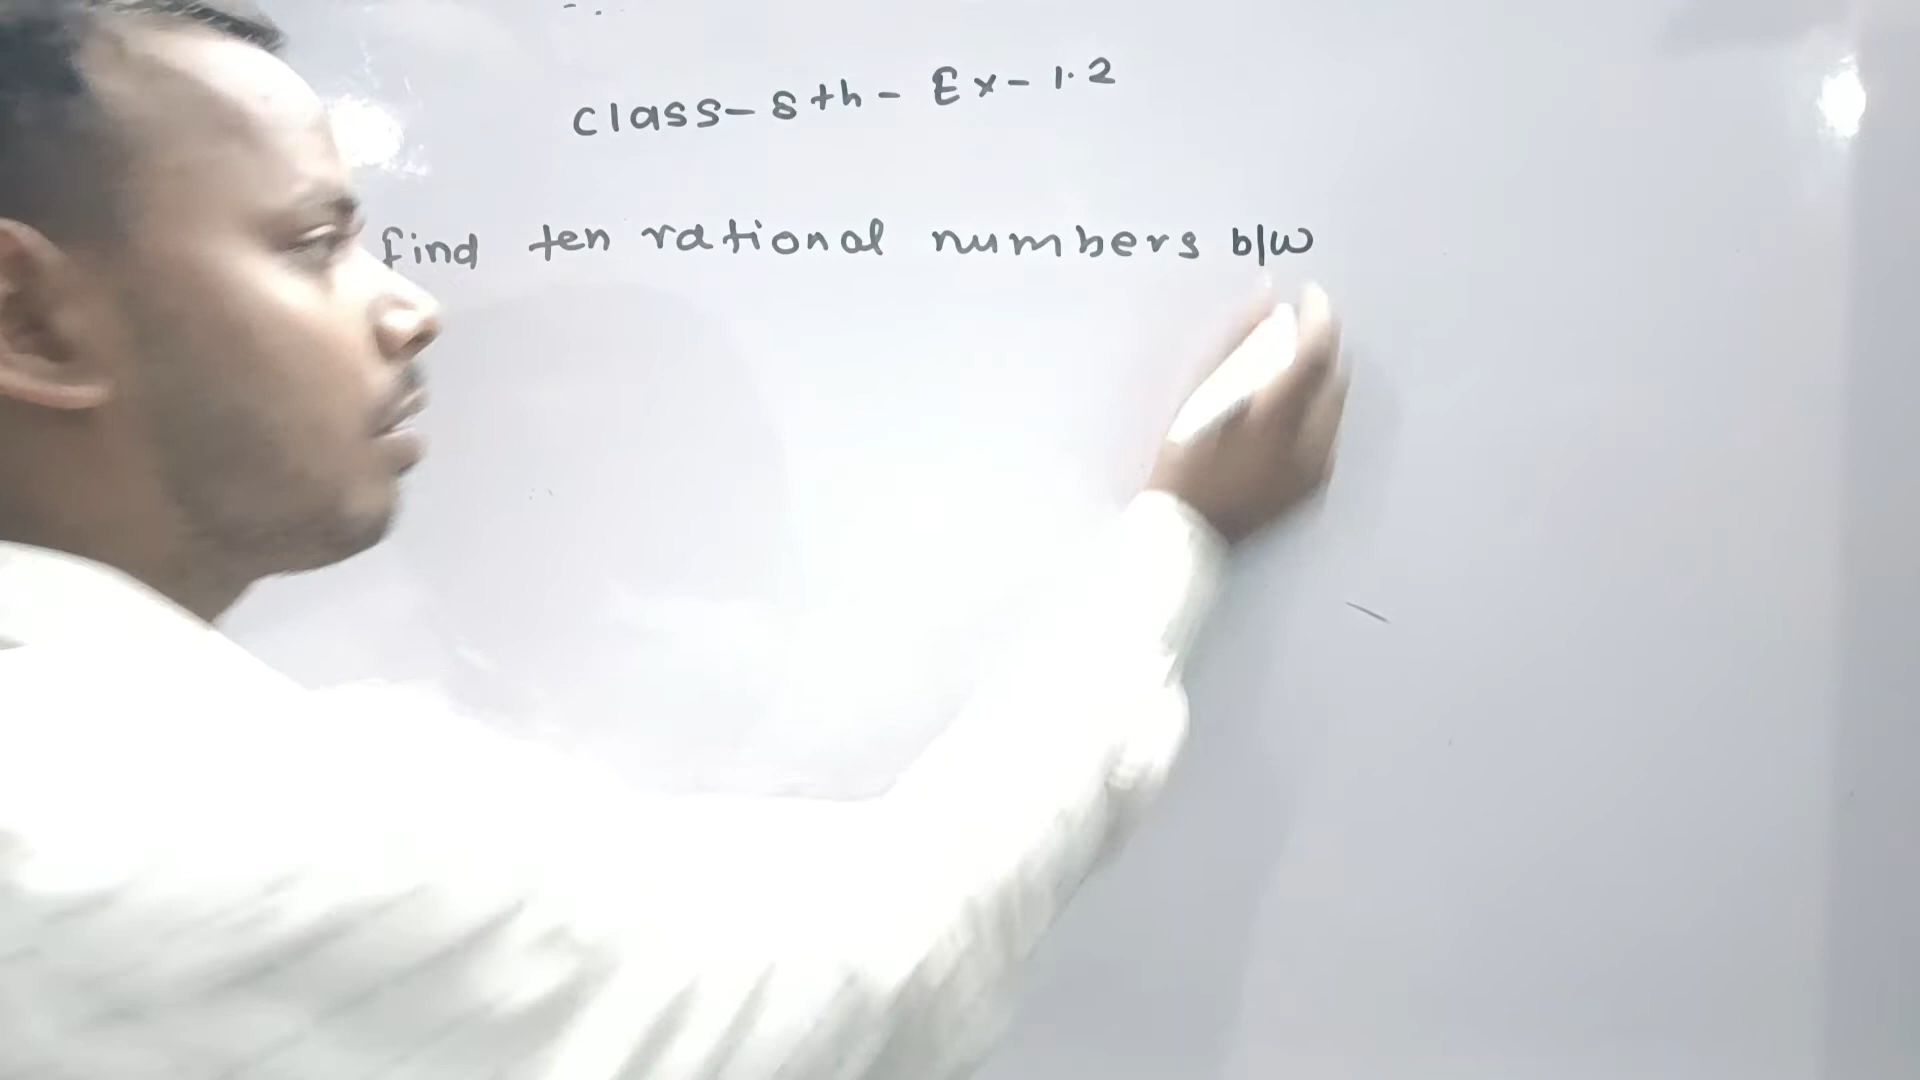 Class-8th- Ex-1.2
find ten rational numbers b/w